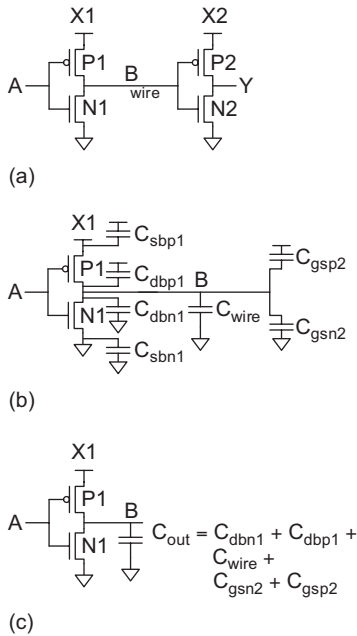 X1 X2
P1 P2
A B Y
wire
N1 N2
(a)
X1
C_sbp1
P1 C_dbp1 B C_gsp2
A
N1 C_dbn1 C_wire
C_gsn2
C_sbn1
(b)
X1
P1
A B
C_out = C_dbn1 + C_dbp1 +
N1 C_wire +
C_gsn2 + C_gsp2
(c)